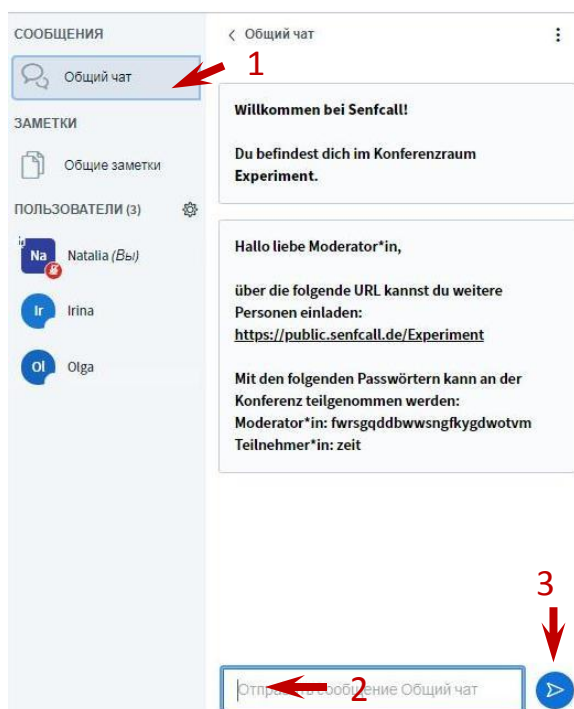 СООБЩЕНИЯ
Общий чат
1
ЗАМЕТКИ
Общие заметки
ПОЛЬЗОВАТЕЛИ (3)
Na
Natalia (Вы)
Ir
Irina
Ol
Olga
Общий чат
Willkommen bei Senfcall!
Du befindest dich im Konferenzraum
Experiment.
Hallo liebe Moderator*in,
über die folgende URL kannst du weitere
Personen einladen:
https://public.senfcall.de/Experiment
Mit den folgenden Passwörtern kann an der
Konferenz teilgenommen werden:
Moderator*in: fwrsgqddbwwsngfkygdwotvm
Teilnehmer*in: zeit
3
2
сообщение Общий чат